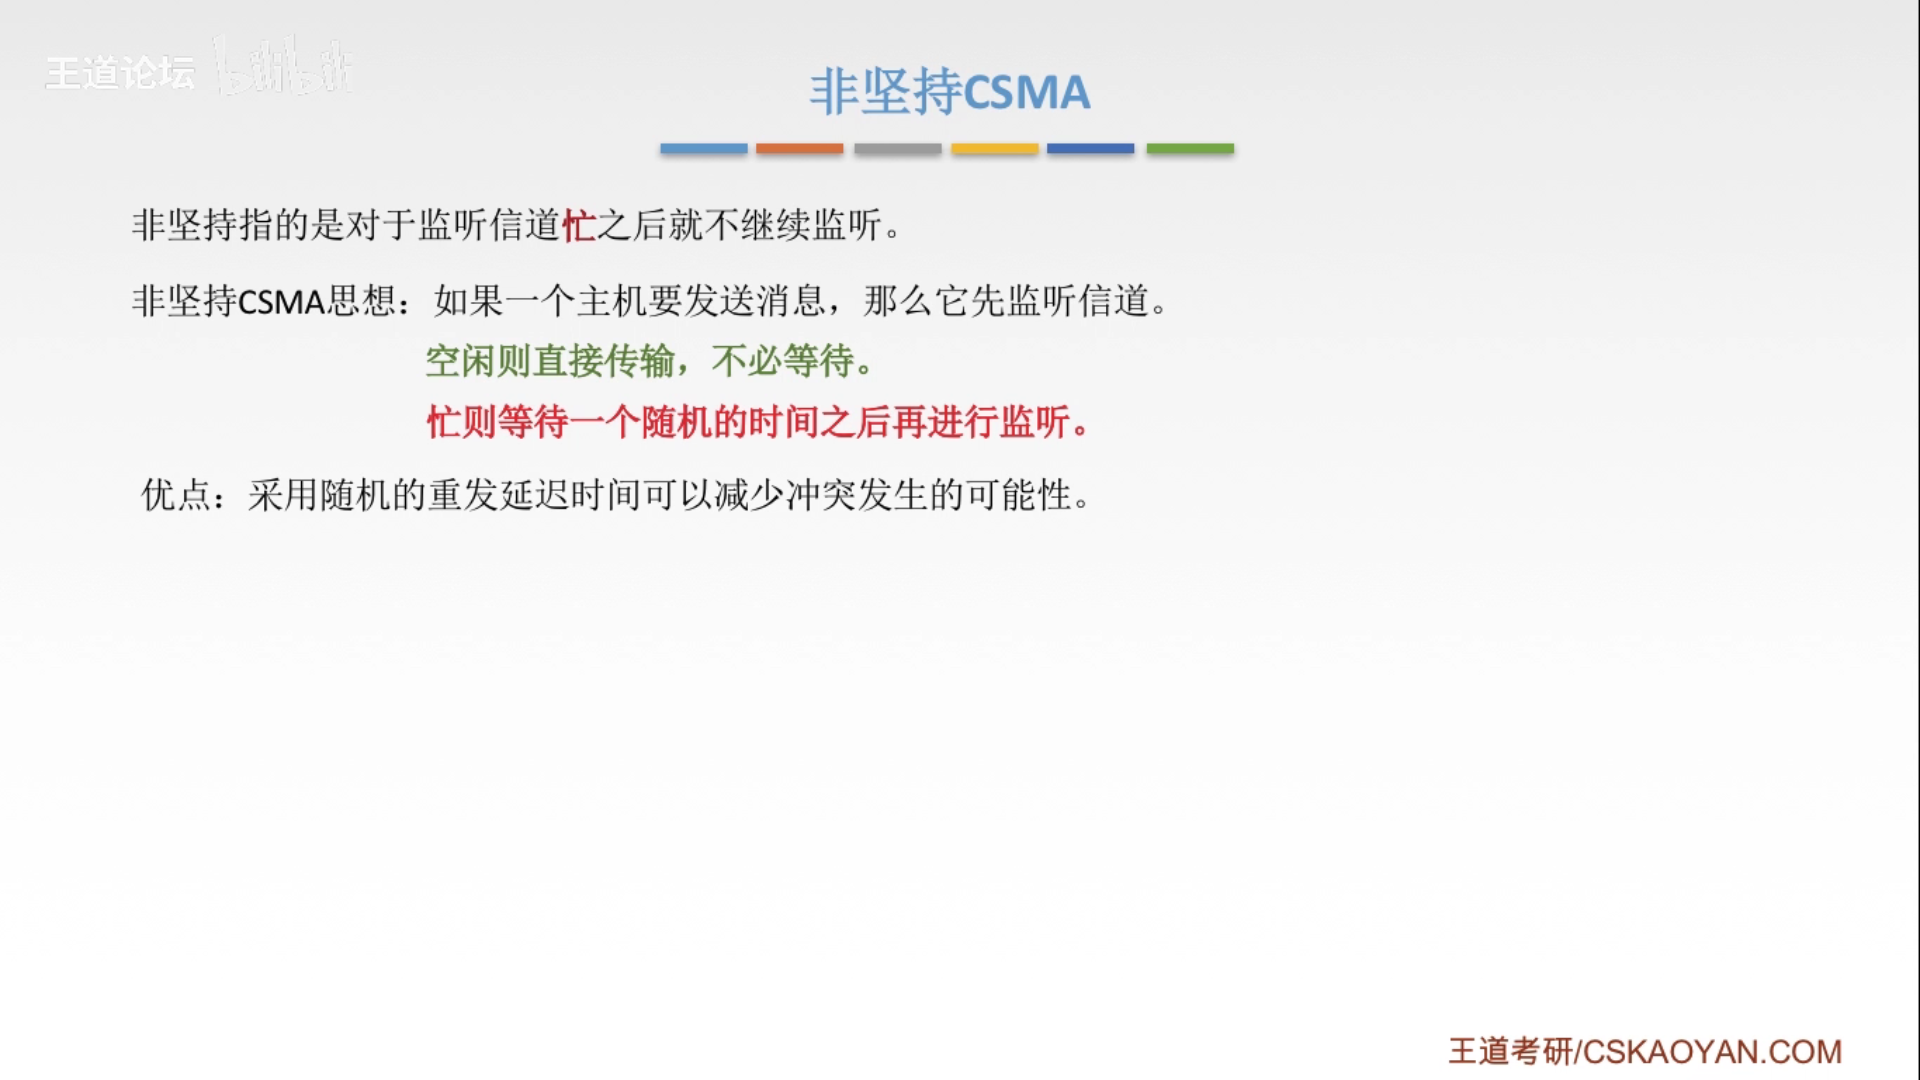 王道论坛 bilibili
非坚持CSMA
非坚持指的是对于监听信道忙之后就不继续监听。
非坚持CSMA思想：如果一个主机要发送消息，那么它先监听信道。
空闲则直接传输，不必等待。
忙则等待一个随机的时间之后再进行监听。
优点：采用随机的重发延迟时间可以减少冲突发生的可能性。
王道考研/CSKAOYAN.COM